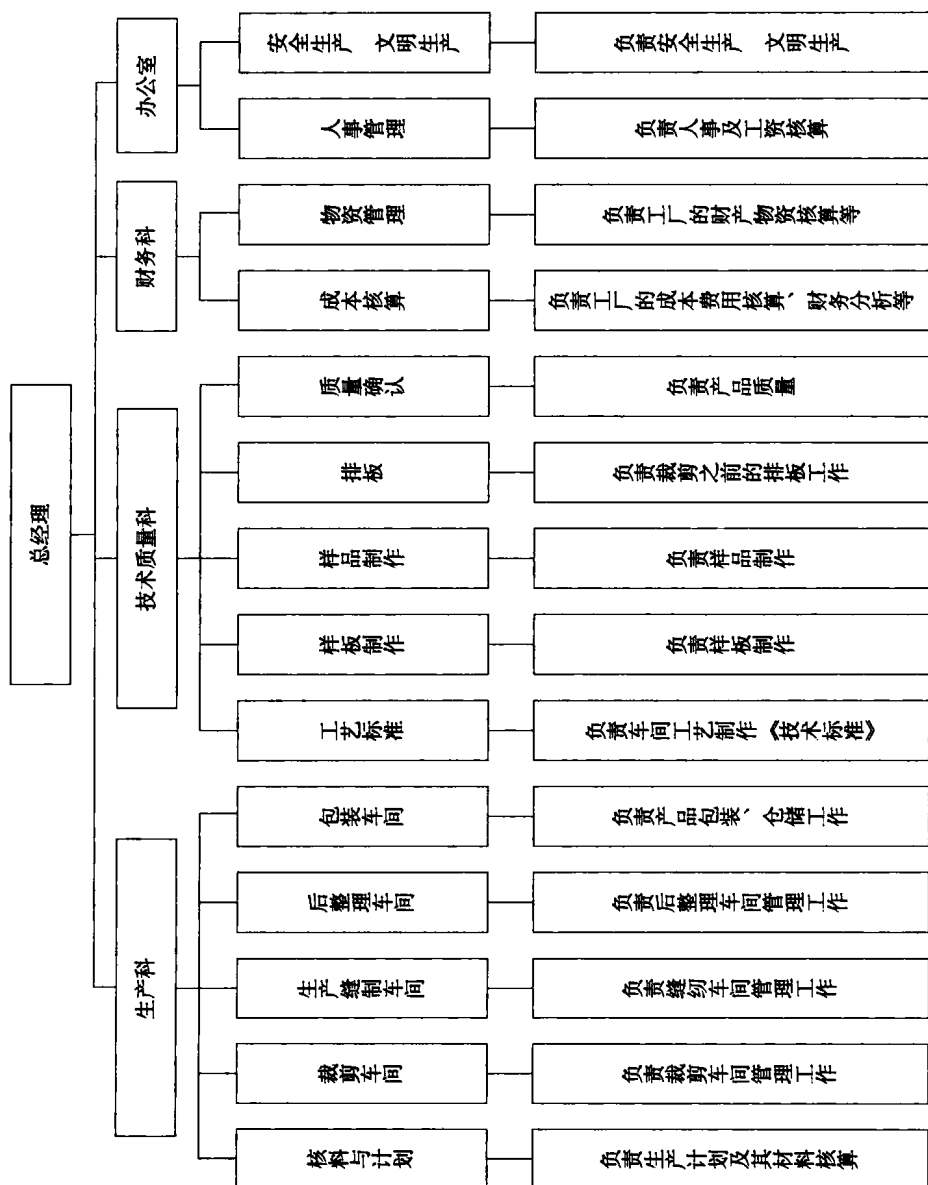 总经理
生产科
技术质量科
财务科
办公室
核料与计划
裁剪车间
生产缝制车间
后整理车间
包装车间
工艺标准
样板制作
样品制作
排板
质量确认
成本核算
物资管理
人事管理
安全生产 文明生产
负责生产计划及其材料核算
负责裁剪车间管理工作
负责缝纫车间管理工作
负责后整理车间管理工作
负责产品包装、仓储工作
负责车间工艺制作《技术标准》
负责样板制作
负责样品制作
负责裁剪之前的排板工作
负责产品质量
负责工厂的成本费用核算、财务分析等
负责工厂的财产物资核算等
负责人事及工资核算
负责安全生产 文明生产